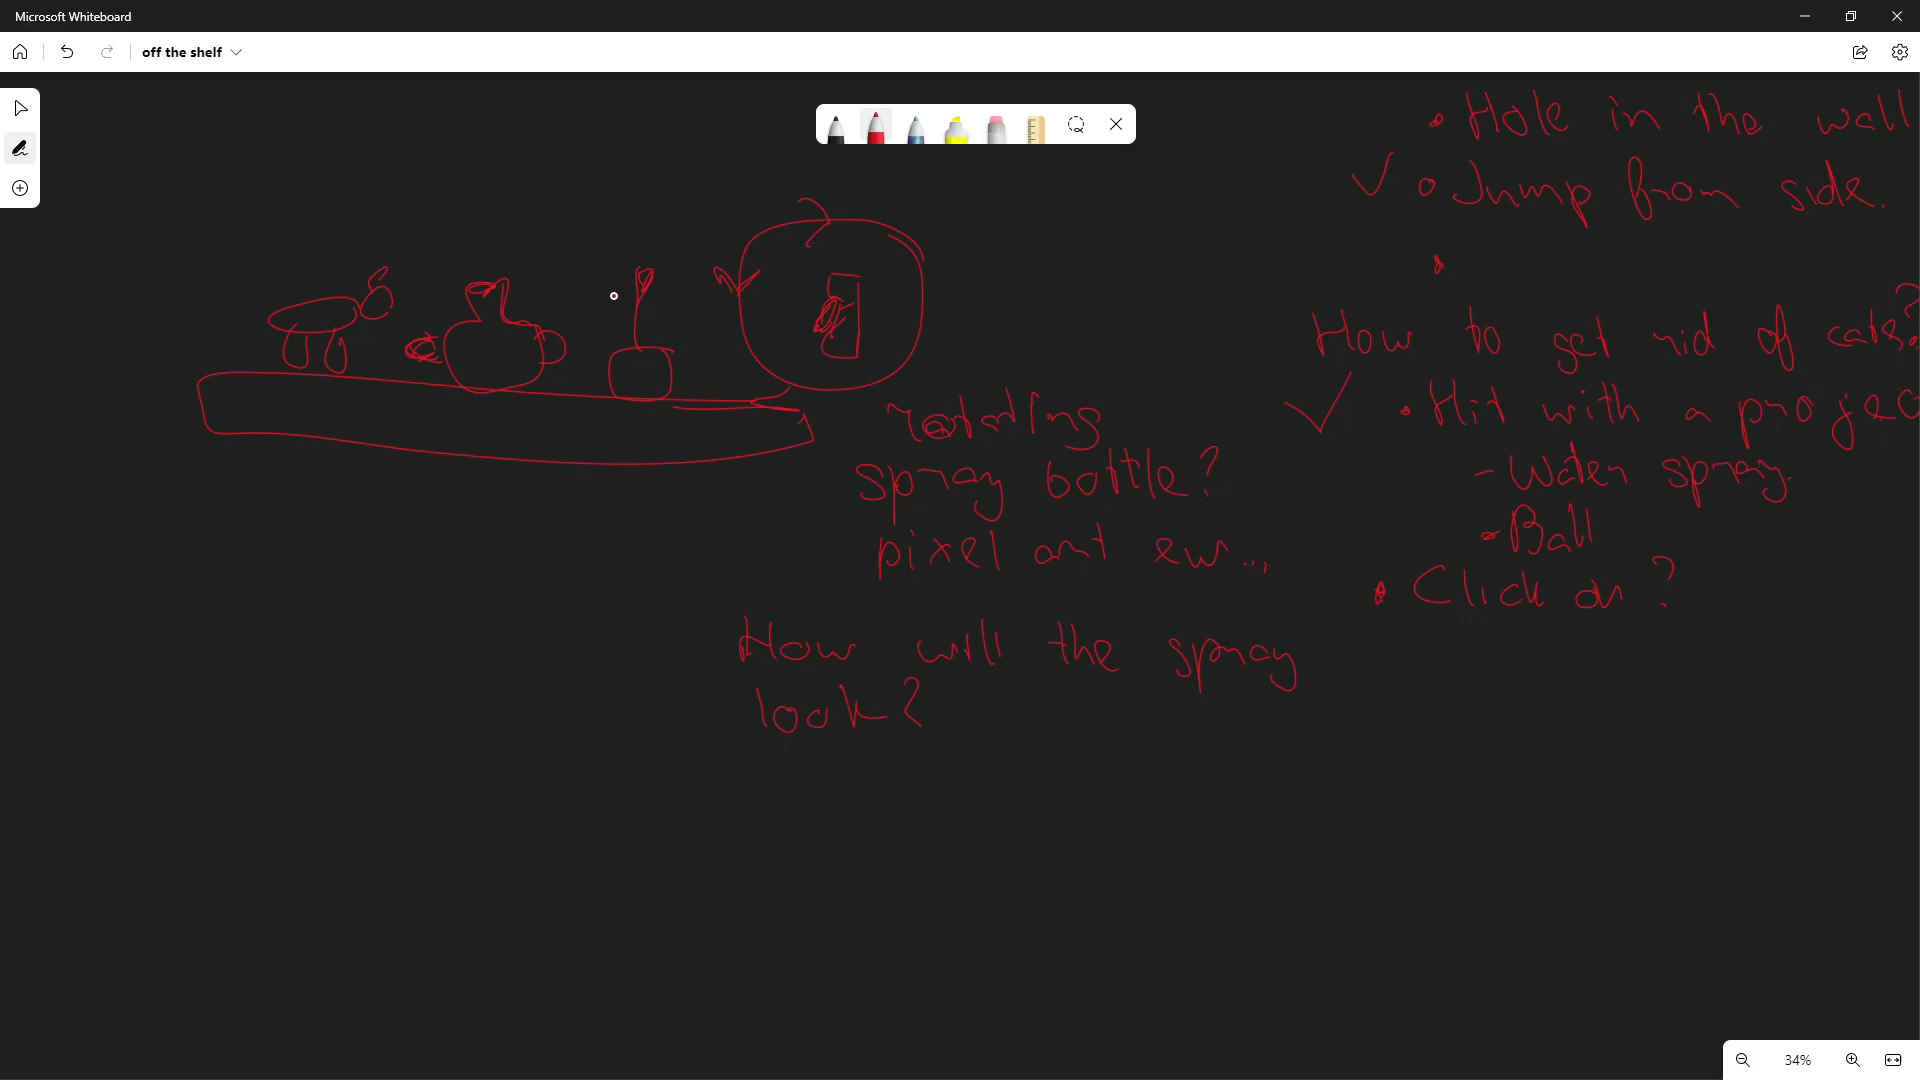 Microsoft Whiteboard
off the shelf
• Hole in the wall
✓ o Jump from side.
How to get rid of cats?
✓ • Hit with a projec
- Water spray.
- Ball
• Click on?
rotating
spray bottle?
pixel art ew...
How will the spray
look?
34%